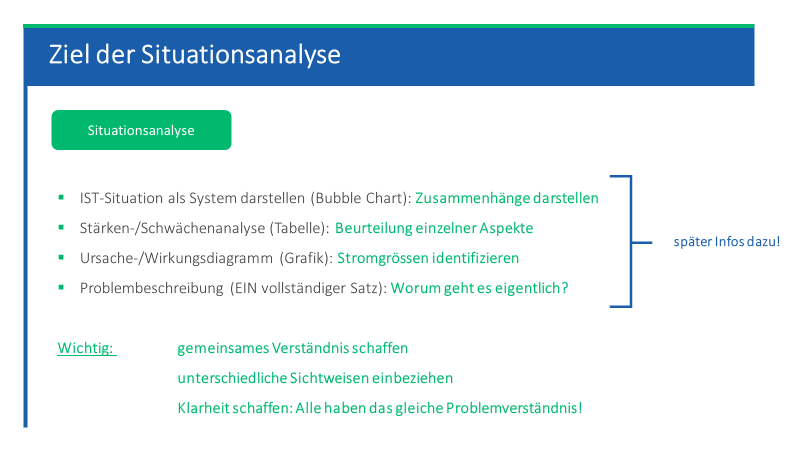 Ziel der Situationsanalyse
Situationsanalyse
IST-Situation als System darstellen (Bubble Chart): Zusammenhänge darstellen
Stärken-/Schwächenanalyse (Tabelle): Beurteilung einzelner Aspekte
Ursache-/Wirkungsdiagramm (Grafik): Stromgrössen identifizieren
Problembeschreibung (EIN vollständiger Satz): Worum geht es eigentlich?
später Infos dazu!
Wichtig: gemeinsames Verständnis schaffen
unterschiedliche Sichtweisen einbeziehen
Klarheit schaffen: Alle haben das gleiche Problemverständnis!